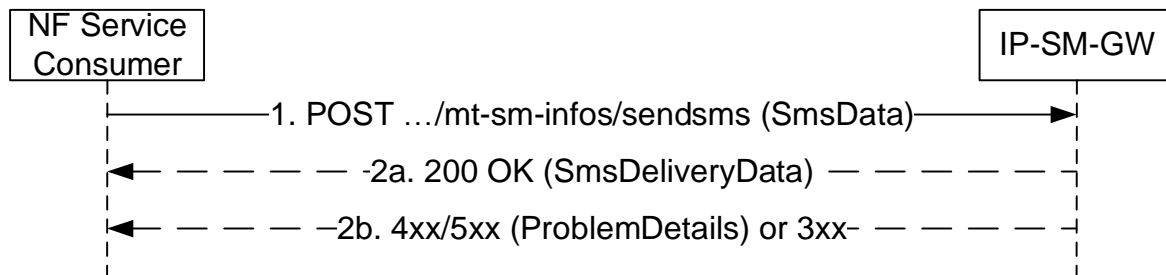 NF Service
Consumer
IP-SM-GW
1. POST …/mt-sm-infos/sendsms (SmsData)
2a. 200 OK (SmsDeliveryData)
2b. 4xx/5xx (ProblemDetails) or 3xx